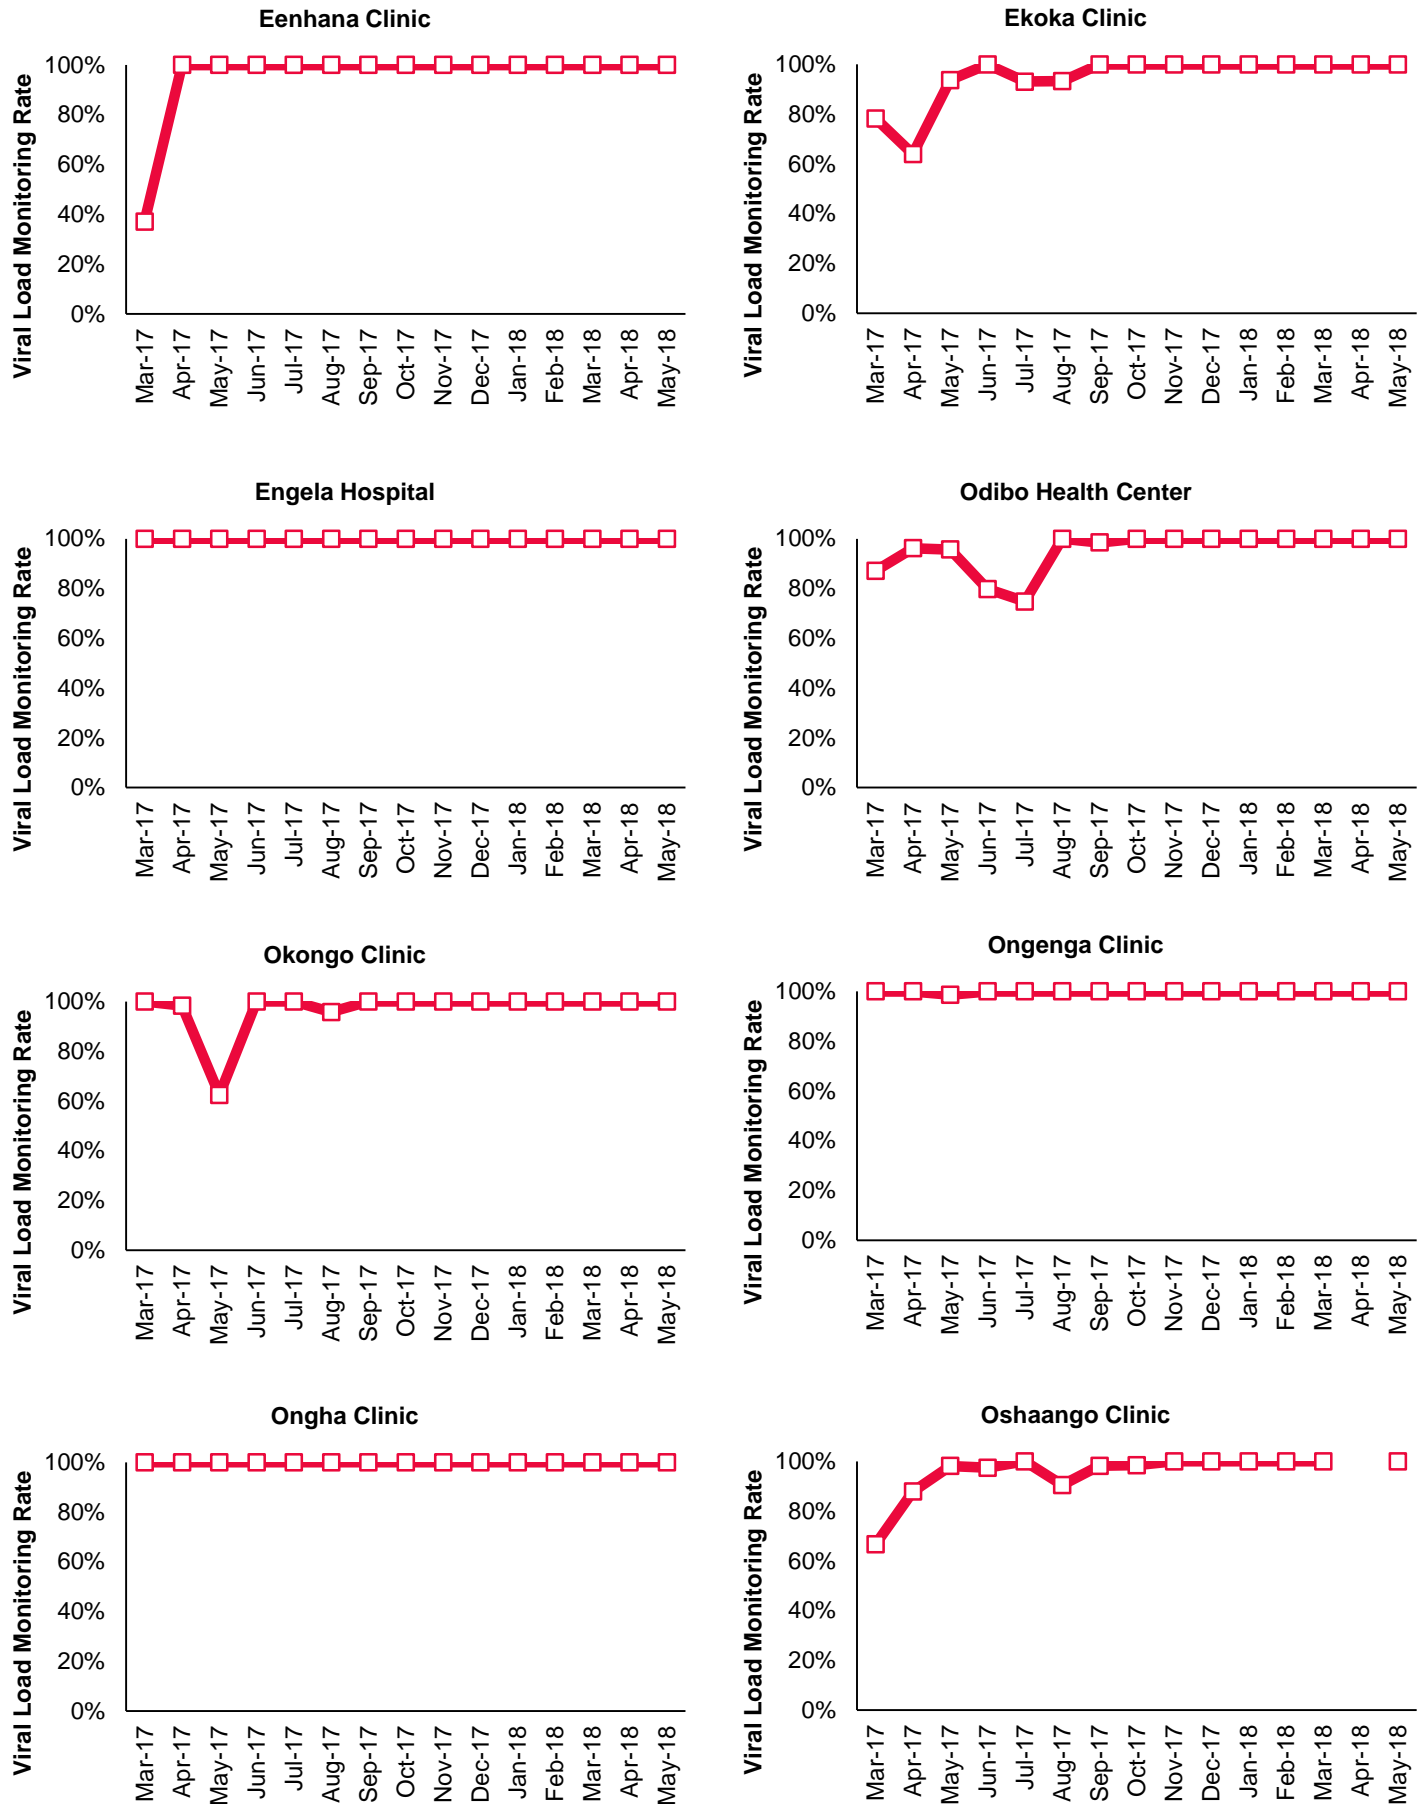 Eenhana Clinic
Viral Load Monitoring Rate
100%
80%
60%
40%
20%
0%
Mar-17
Apr-17
May-17
Jun-17
Jul-17
Aug-17
Sep-17
Oct-17
Nov-17
Dec-17
Jan-18
Feb-18
Mar-18
Apr-18
May-18
Ekoka Clinic
Viral Load Monitoring Rate
100%
80%
60%
40%
20%
0%
Mar-17
Apr-17
May-17
Jun-17
Jul-17
Aug-17
Sep-17
Oct-17
Nov-17
Dec-17
Jan-18
Feb-18
Mar-18
Apr-18
May-18
Engela Hospital
Viral Load Monitoring Rate
100%
80%
60%
40%
20%
0%
Mar-17
Apr-17
May-17
Jun-17
Jul-17
Aug-17
Sep-17
Oct-17
Nov-17
Dec-17
Jan-18
Feb-18
Mar-18
Apr-18
May-18
Odibo Health Center
Viral Load Monitoring Rate
100%
80%
60%
40%
20%
0%
Mar-17
Apr-17
May-17
Jun-17
Jul-17
Aug-17
Sep-17
Oct-17
Nov-17
Dec-17
Jan-18
Feb-18
Mar-18
Apr-18
May-18
Okongo Clinic
Viral Load Monitoring Rate
100%
80%
60%
40%
20%
0%
Mar-17
Apr-17
May-17
Jun-17
Jul-17
Aug-17
Sep-17
Oct-17
Nov-17
Dec-17
Jan-18
Feb-18
Mar-18
Apr-18
May-18
Ongenga Clinic
Viral Load Monitoring Rate
100%
80%
60%
40%
20%
0%
Mar-17
Apr-17
May-17
Jun-17
Jul-17
Aug-17
Sep-17
Oct-17
Nov-17
Dec-17
Jan-18
Feb-18
Mar-18
Apr-18
May-18
Ongha Clinic
Viral Load Monitoring Rate
100%
80%
60%
40%
20%
0%
Mar-17
Apr-17
May-17
Jun-17
Jul-17
Aug-17
Sep-17
Oct-17
Nov-17
Dec-17
Jan-18
Feb-18
Mar-18
Apr-18
May-18
Oshaango Clinic
Viral Load Monitoring Rate
100%
80%
60%
40%
20%
0%
Mar-17
Apr-17
May-17
Jun-17
Jul-17
Aug-17
Sep-17
Oct-17
Nov-17
Dec-17
Jan-18
Feb-18
Mar-18
Apr-18
May-18